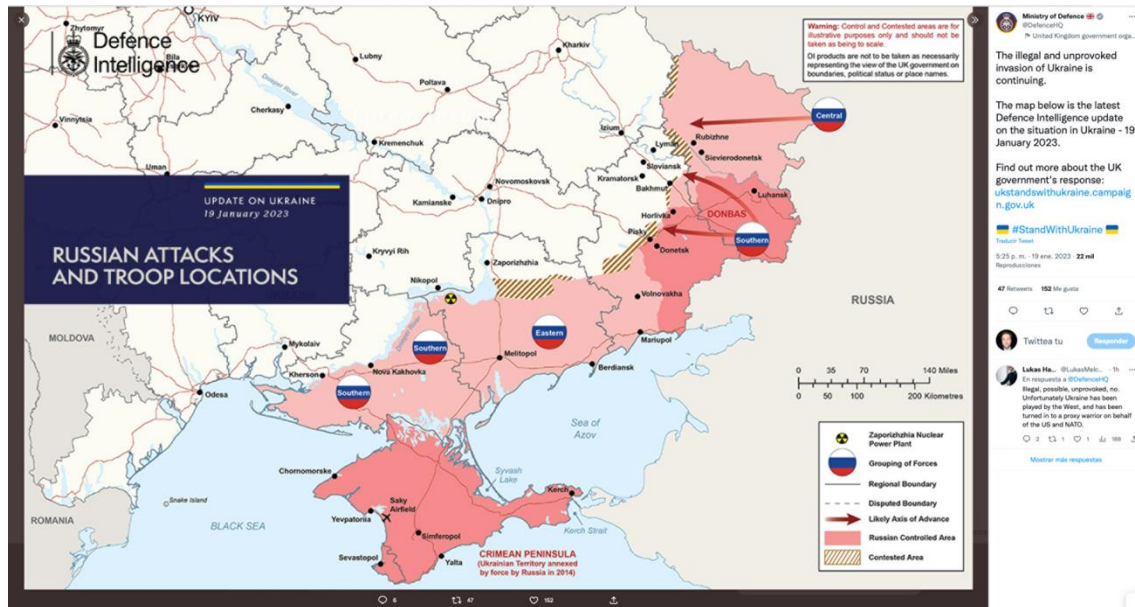 KYIV
Zhytomyr
Defence
Intelligence
Bila
Lubny
Kharkiv
Warning: Control and Contested areas are for
illustrative purposes only and should not be
taken as being to scale.
DI products are not to be taken as necessarily
representing the view of the UK government on
boundaries, political status or place names.
Poltava
Cherkasy
Vinnytsia
Kremenchuk
Izium
Central
Rubizhne
Lyman
Sievierodonetsk
Sloviansk
Kramatorsk
Bakhmut
Uman
Novomoskovsk
Kamianske
Dnipro
Luhansk
Horlivka
DONBAS
Pisky
Southern
Donetsk
UPDATE ON UKRAINE
19 January 2023
RUSSIAN ATTACKS
AND TROOP LOCATIONS
Kryvyi Rih
Zaporizhzhia
Nikopol
Volnovakha
RUSSIA
MOLDOVA
Mykolaiv
Southern
Eastern
Mariupol
Melitopol
Berdiansk
Kherson
Nova Kakhovka
Odesa
Southern
0 35 70 140 Miles
0 50 100 200 Kilometres
Sea of
Azov
Zaporizhzhia Nuclear
Power Plant
Grouping of Forces
Regional Boundary
Disputed Boundary
Likely Axis of Advance
Russian Controlled Area
Contested Area
Chornomorske
Syvash
Lake
Snake Island
Saky
Airfield
Kerch
Yevpatoriia
Kerch Strait
ROMANIA
BLACK SEA
Simferopol
Sevastopol
Yalta
CRIMEAN PENINSULA
(Ukrainian Territory annexed
by force by Russia in 2014)
6 47 152
Ministry of Defence 🇬🇧
@DefenceHQ
United Kingdom government orga...
The illegal and unprovoked
invasion of Ukraine is
continuing.
The map below is the latest
Defence Intelligence update
on the situation in Ukraine - 19
January 2023.
Find out more about the UK
government's response:
ukstandswithukraine.campaig
n.gov.uk
🇺🇦 #StandWithUkraine 🇺🇦
Traducir Tweet
5:25 p. m. · 19 ene. 2023 · 22 mil
Reproducciones
47 Retweets 152 Me gusta
Twittea tu
Responder
Lukas Ha... @LukasMelc... · 1h
En respuesta a @DefenceHQ
Illegal, possible, unprovoked, no.
Unfortunately Ukraine has been
played by the West, and has been
turned in to a proxy warrior on behalf
of the US and NATO.
3 1 1
Mostrar más respuestas